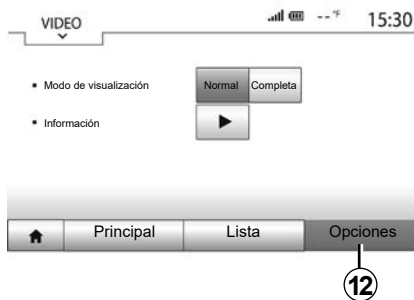 VIDEO
--°F
15:30
▪ Modo de visualización
Normal
Completa
▪ Información
Principal
Lista
Opciones
12